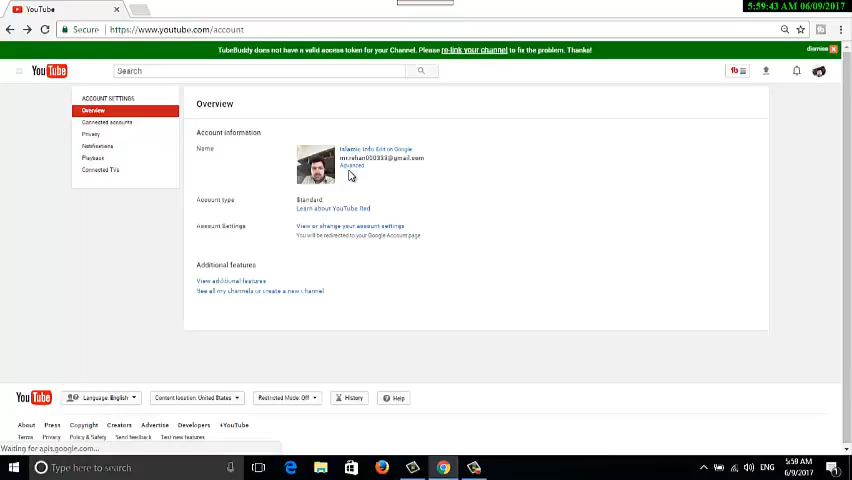 5:59:43 AM 06/09/2017
YouTube
Secure https://www.youtube.com/account
TubeBuddy does not have a valid access token for your Channel. Please re-link your channel to fix the problem. Thanks!
dismiss
YouTube
Search
ACCOUNT SETTINGS
Overview
Connected accounts
Privacy
Notifications
Playback
Connected TVs
Overview
Account information
Name
Islamic Info Edit on Google
mr.rehan000333@gmail.com
Advanced
Account type
Standard
Learn about YouTube Red
Account Settings
View or change your account settings
You will be redirected to your Google Account page
Additional features
View additional features
See all my channels or create a new channel
YouTube
Language: English
Content location: United States
Restricted Mode: Off
History
Help
About Press Copyright Creators Advertise Developers +YouTube
Terms Privacy Policy & Safety Send feedback Test new features
Waiting for apis.google.com...
Type here to search
ENG
5:59 AM
6/9/2017